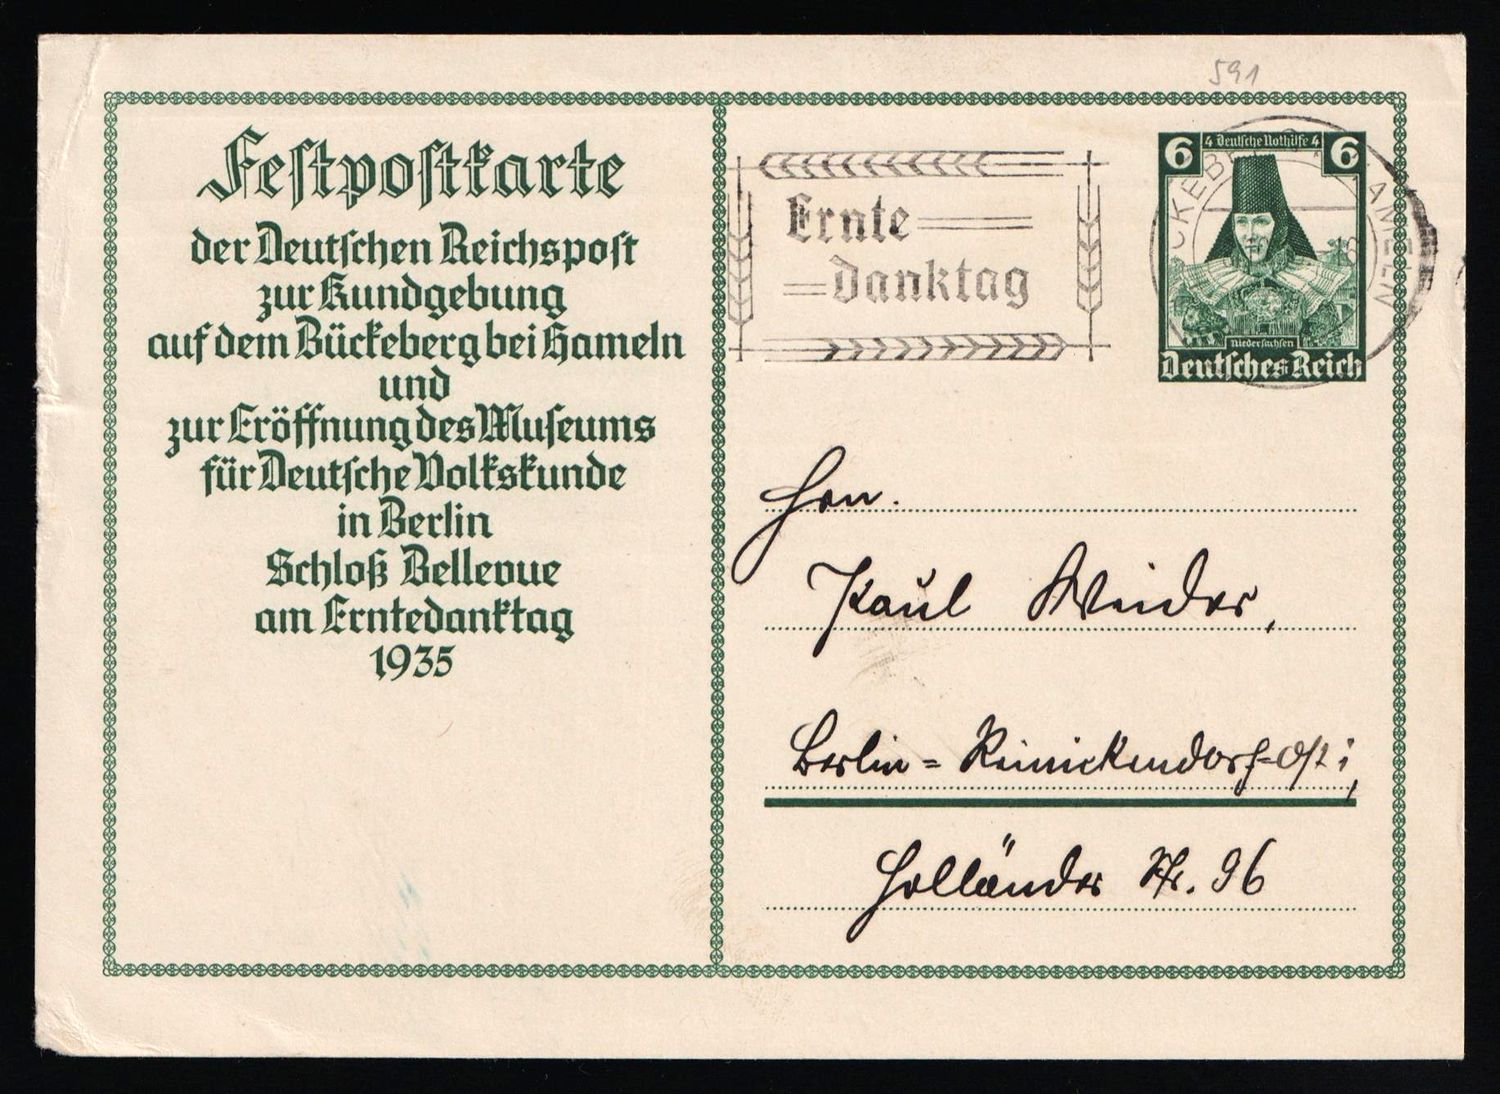 591
Festpostkarte
der Deutschen Reichspost
zur Kundgebung
auf dem Bückeberg bei Hameln
und
zur Eröffnung des Museums
für Deutsche Volkskunde
in Berlin
Schloß Bellevue
am Erntedanktag
1935
Ernte
Danktag
6 4 Deutsche Nothilfe 4 6
Niedersachsen
Deutsches Reich
Hrn.
Paul Weider,
Berlin = Reinickendorf-Ost;
Holländer Str. 96